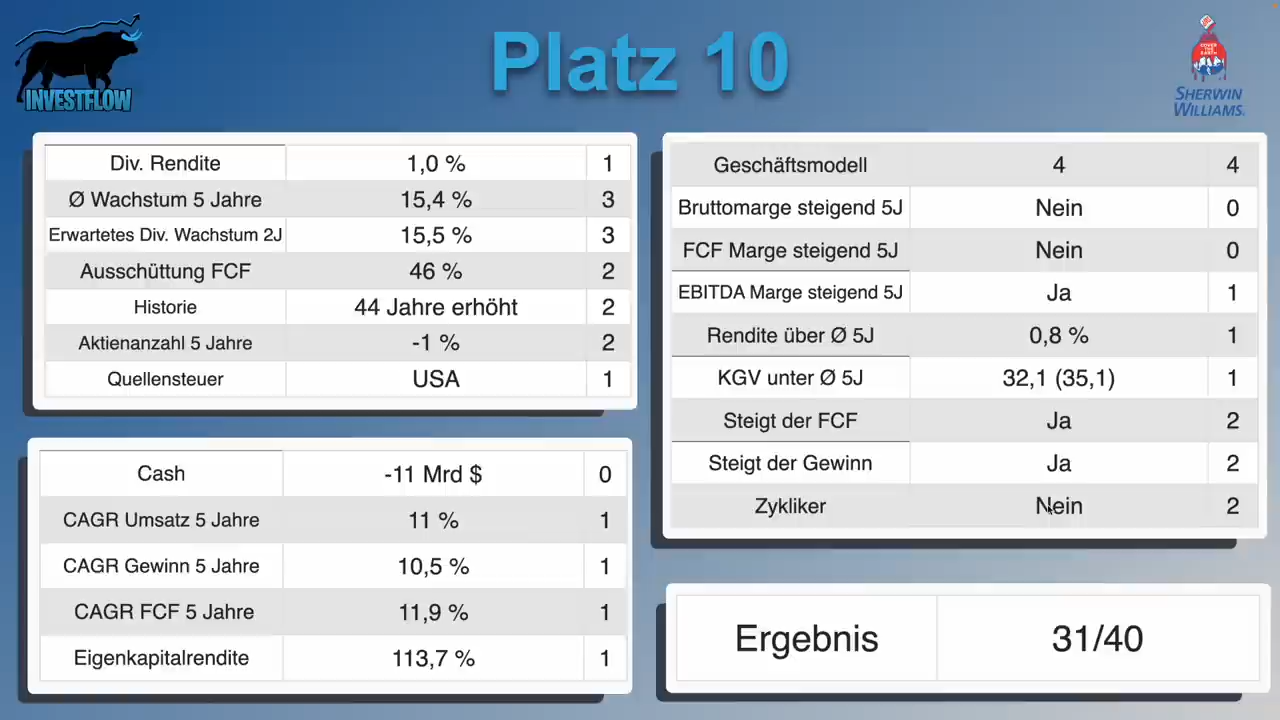 Platz 10
INVESTFLOW
COVER THE EARTH
SHERWIN
WILLIAMS.
Div. Rendite 1,0 % 1
Ø Wachstum 5 Jahre 15,4 % 3
Erwartetes Div. Wachstum 2J 15,5 % 3
Ausschüttung FCF 46 % 2
Historie 44 Jahre erhöht 2
Aktienanzahl 5 Jahre -1 % 2
Quellensteuer USA 1
Cash -11 Mrd $ 0
CAGR Umsatz 5 Jahre 11 % 1
CAGR Gewinn 5 Jahre 10,5 % 1
CAGR FCF 5 Jahre 11,9 % 1
Eigenkapitalrendite 113,7 % 1
Geschäftsmodell 4 4
Bruttomarge steigend 5J Nein 0
FCF Marge steigend 5J Nein 0
EBITDA Marge steigend 5J Ja 1
Rendite über Ø 5J 0,8 % 1
KGV unter Ø 5J 32,1 (35,1) 1
Steigt der FCF Ja 2
Steigt der Gewinn Ja 2
Zykliker Nein 2
Ergebnis 31/40